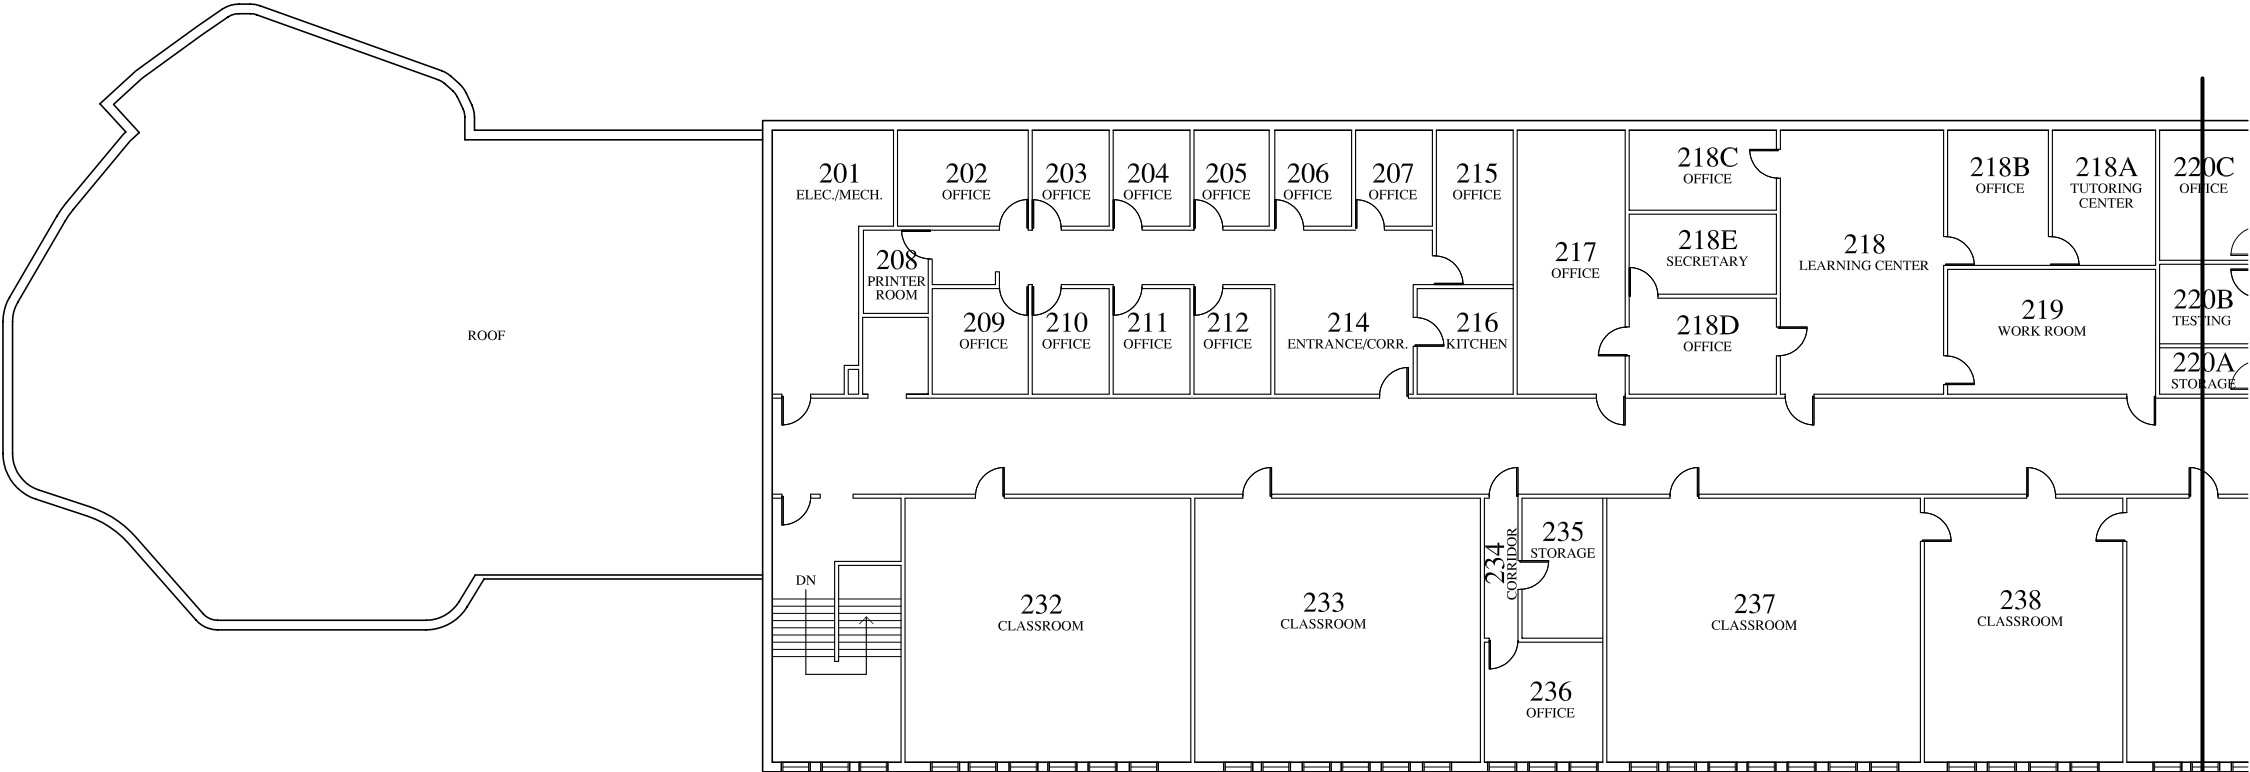 201
ELEC./MECH.
202
OFFICE
203
OFFICE
204
OFFICE
205
OFFICE
206
OFFICE
207
OFFICE
215
OFFICE
217
OFFICE
218C
OFFICE
218E
SECRETARY
218D
OFFICE
218
LEARNING CENTER
218B
OFFICE
218A
TUTORING
CENTER
220C
OFFICE
220B
TESTING
220A
STORAGE
219
WORK ROOM
208
PRINTER
ROOM
209
OFFICE
210
OFFICE
211
OFFICE
212
OFFICE
214
ENTRANCE/CORR.
216
KITCHEN
ROOF
DN
232
CLASSROOM
233
CLASSROOM
234
CORRIDOR
235
STORAGE
236
OFFICE
237
CLASSROOM
238
CLASSROOM